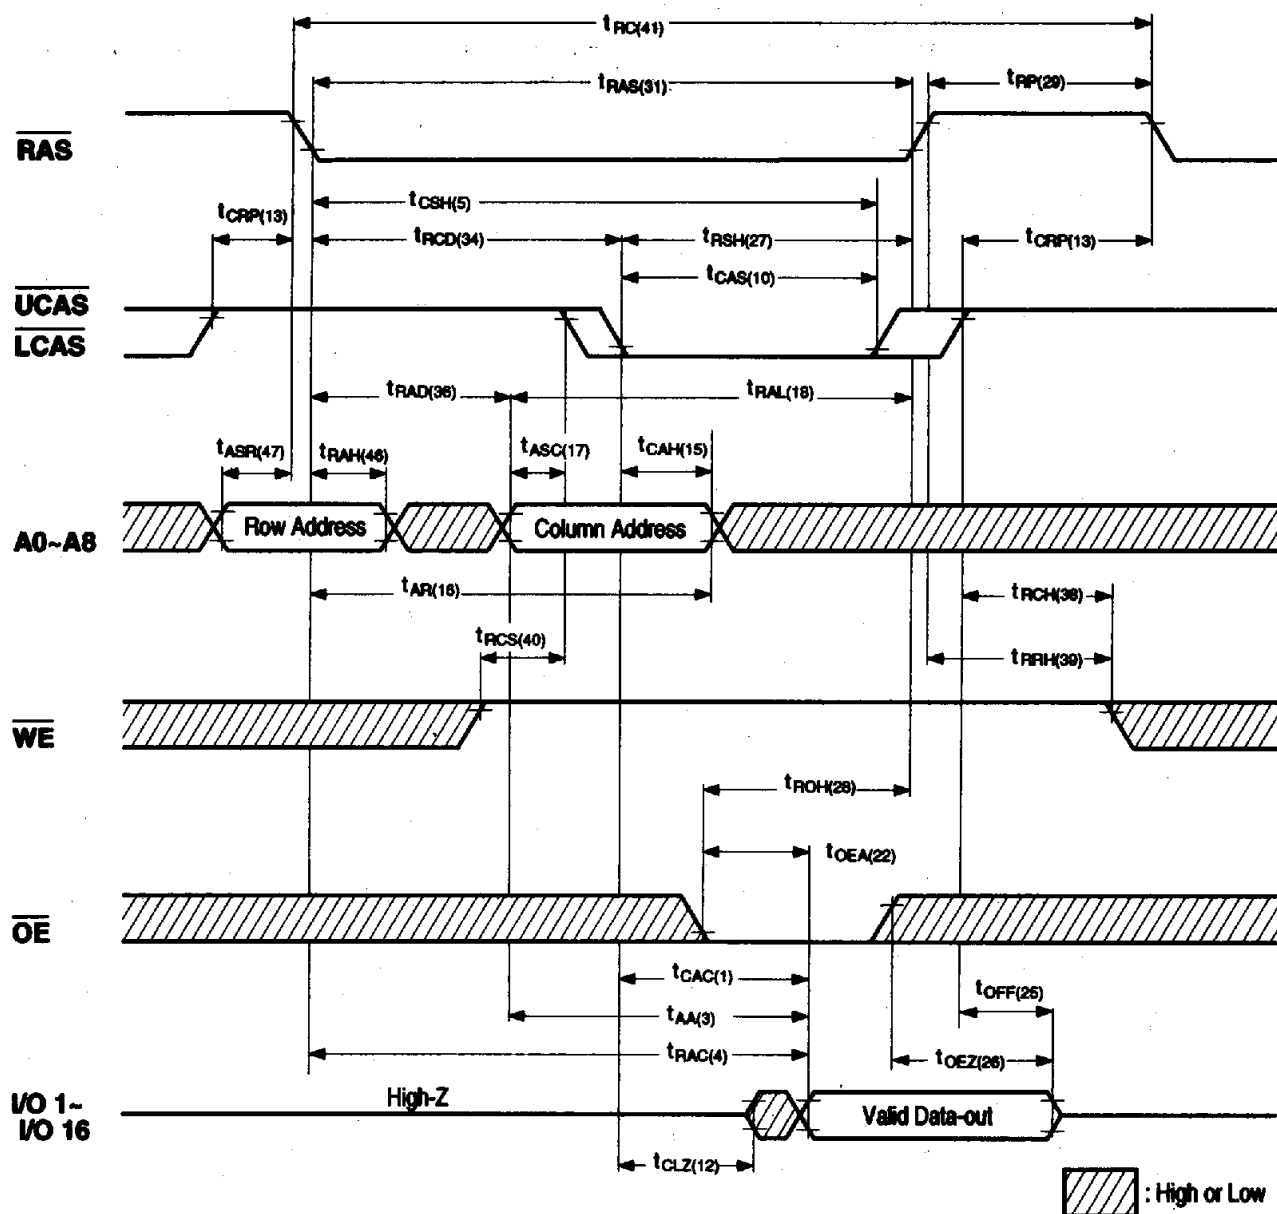 tRC(41)
tRAS(31)
tRP(29)
RAS
tCSH(5)
tCRP(13)
tRCD(34)
tRSH(27)
tCRP(13)
tCAS(10)
UCAS
LCAS
tRAD(36)
tRAL(18)
tASR(47)
tRAH(46)
tASC(17)
tCAH(15)
A0~A8
Row Address
Column Address
tAR(16)
tRCH(38)
tRCS(40)
tRRH(39)
WE
tROH(28)
tOEA(22)
OE
tCAC(1)
tOFF(25)
tAA(3)
tRAC(4)
tOEZ(26)
High-Z
I/O 1~
I/O 16
Valid Data-out
tCLZ(12)
: High or Low